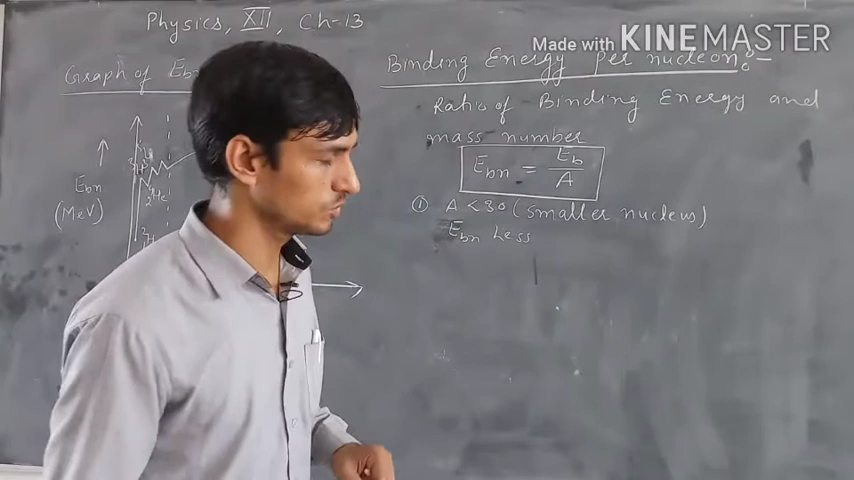 Physics, XII, Ch-13
Made with KINEMASTER
Graph of Eb
Binding Energy per nucleon:-
Ratio of Binding Energy and
mass number
Ebn = Eb/A
① A < 30 (Smaller nucleus)
Ebn Less
Ebn
(MeV)